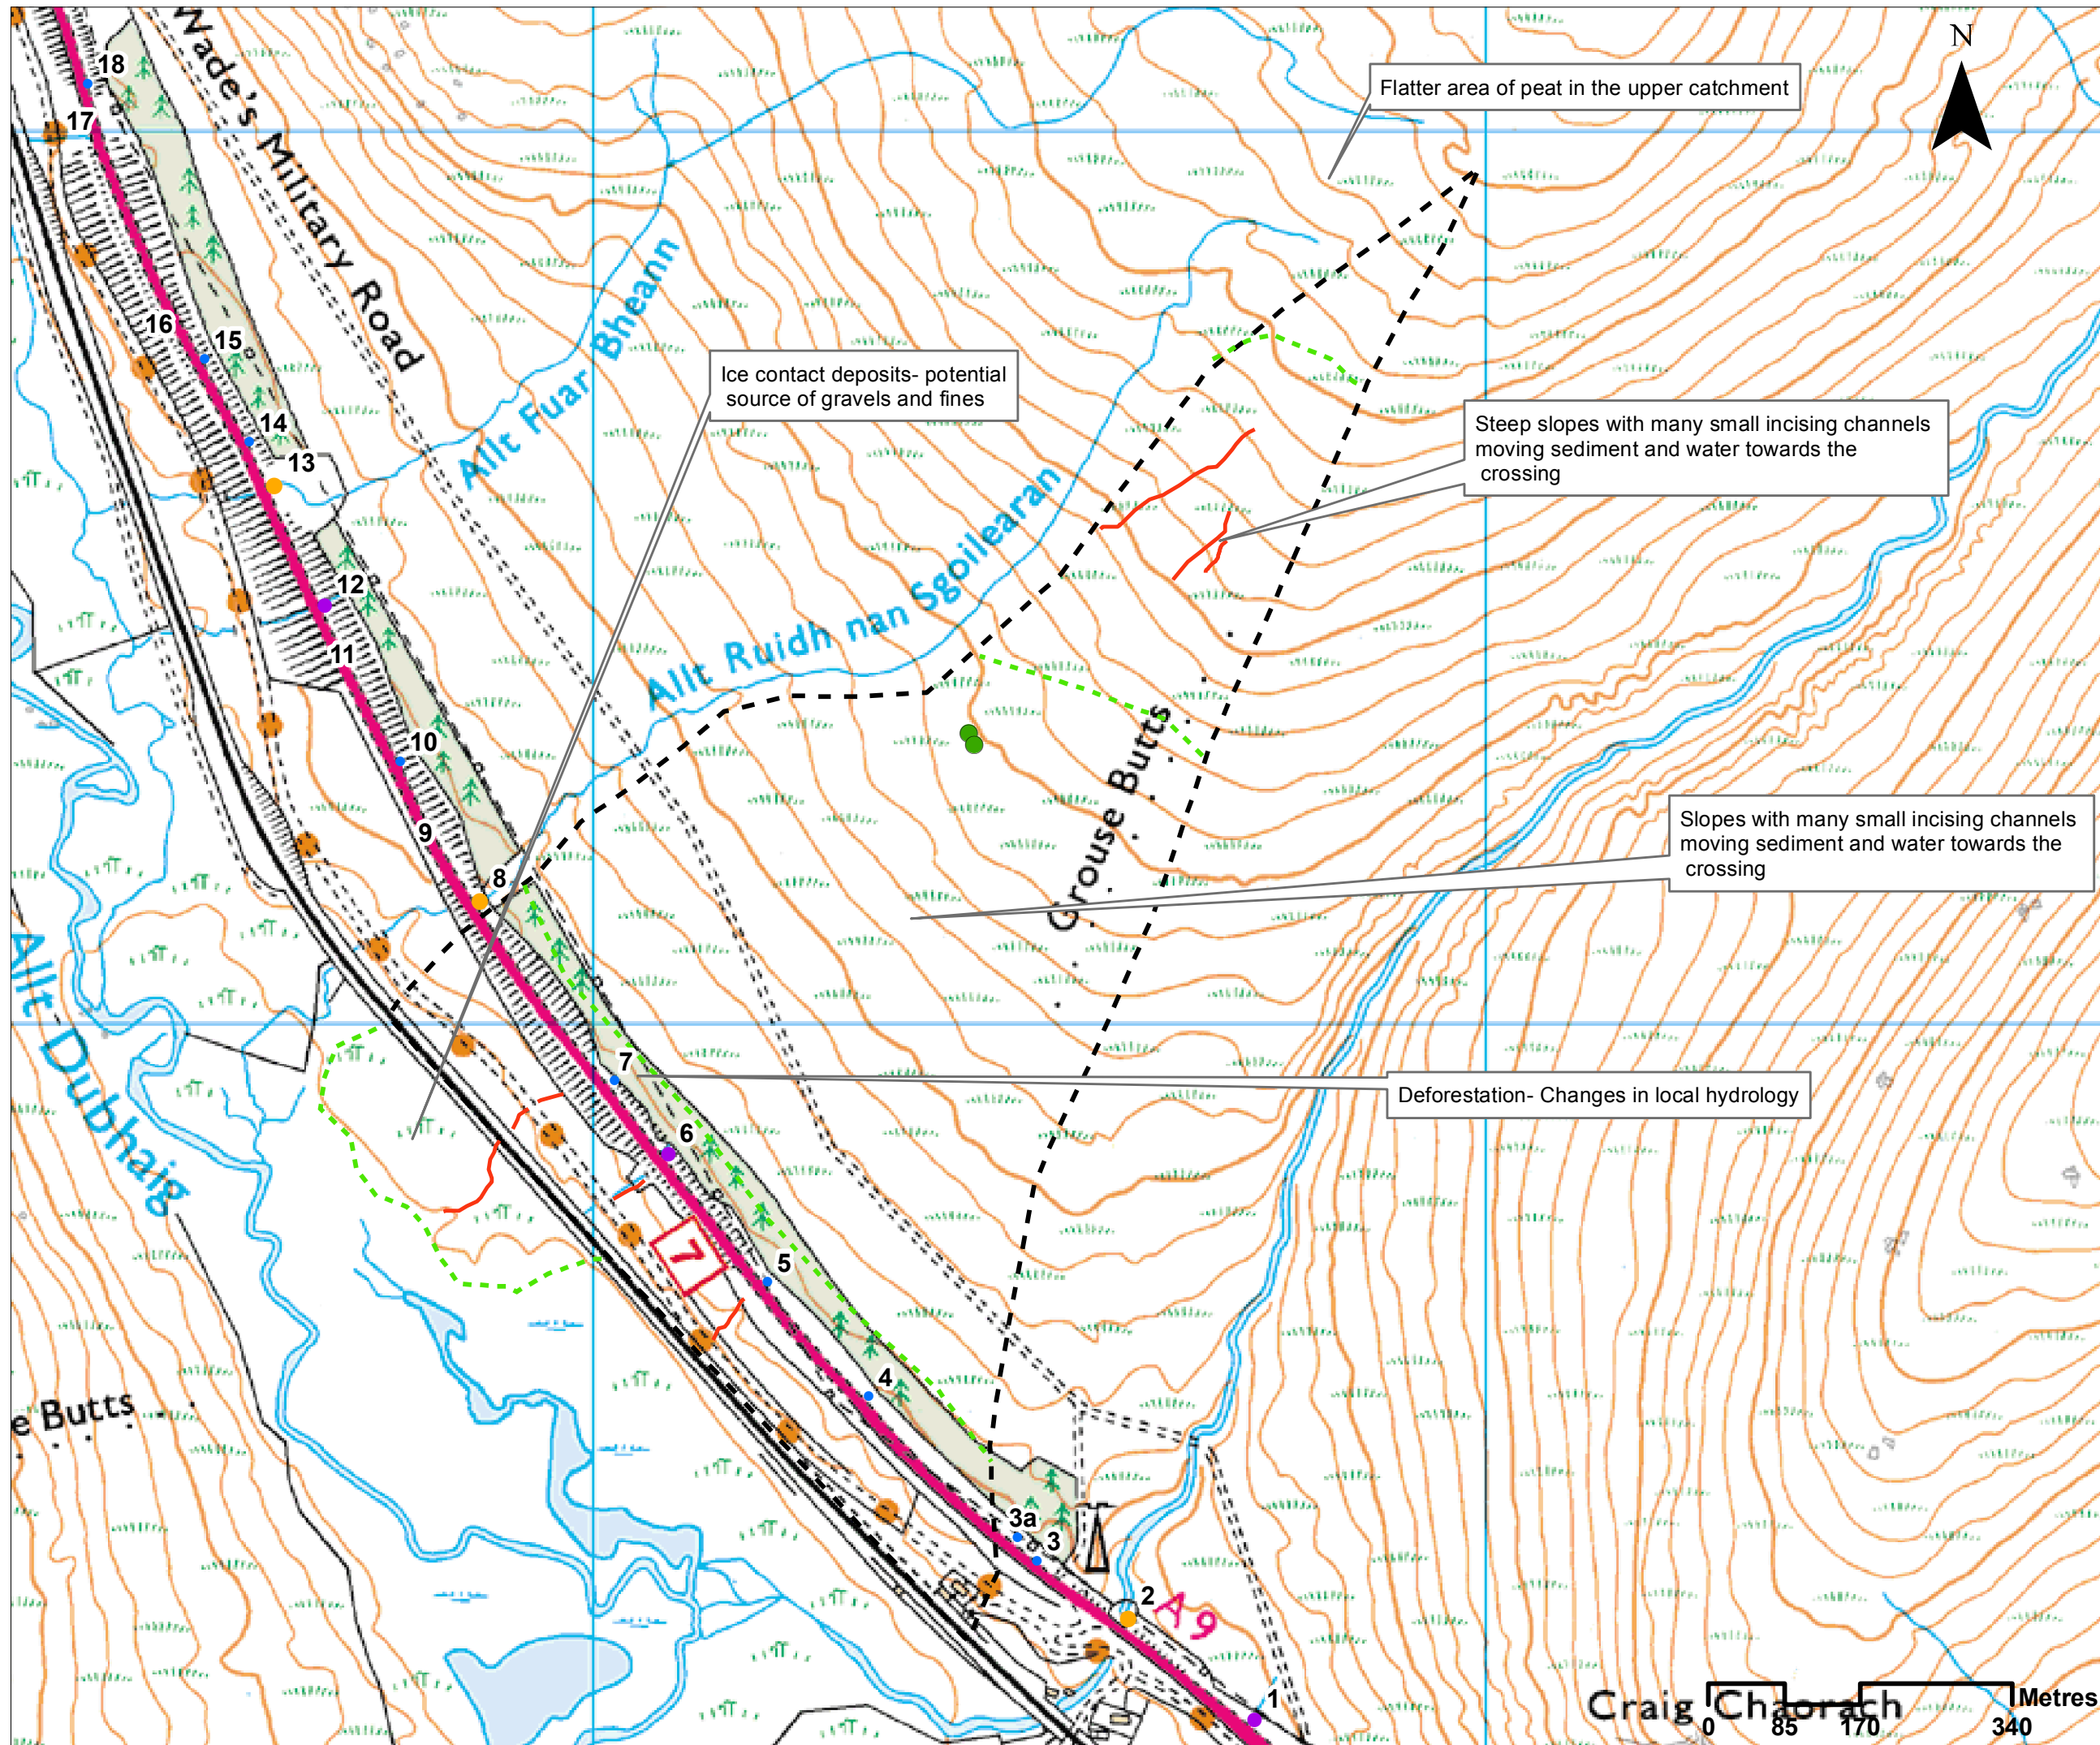 Wade's Military Road
N
18
17
Flatter area of peat in the upper catchment
Allt Fuar Bheann
16
15
Ice contact deposits- potential
source of gravels and fines
14
13
Steep slopes with many small incising channels
moving sediment and water towards the
crossing
12
11
Allt Ruidh nan Sgoilearan
10
9
8
Grouse Butts
Slopes with many small incising channels
moving sediment and water towards the
crossing
Allt Dubhaig
7
Deforestation- Changes in local hydrology
6
7
5
4
e Butts
3a
3
2
A 9
1
Craig Chaorach
Metres
0 85 170 340